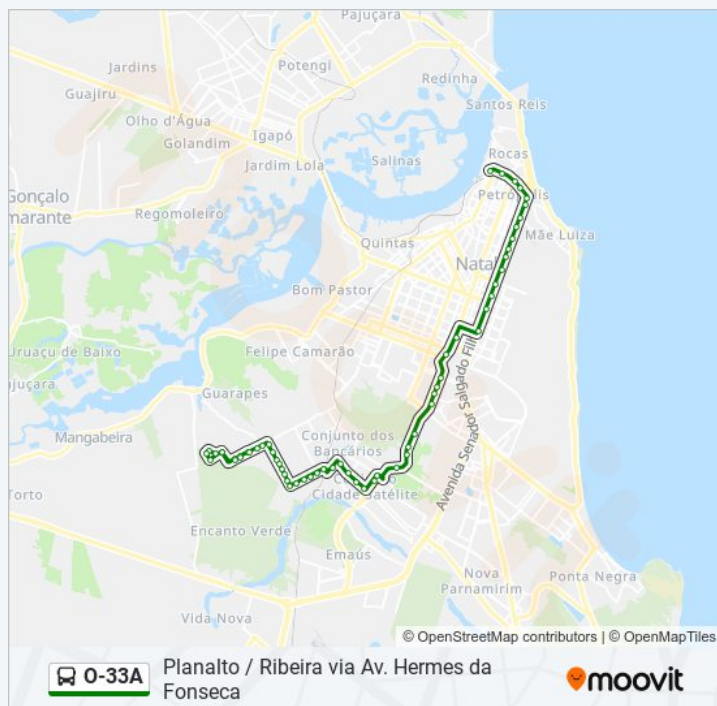 Pajuçara
Jardins
Potengi
Guajiru
Redinha
Santos Reis
Olho d'Água
Golandim
Igapó
Rocas
Jardim Lola
Salinas
Gonçalo
marante
Petrópolis
Regomoleiro
Quintas
Mãe Luiza
Natal
Bom Pastor
Uruaçu de Baixo
Felipe Camarão
ajuçara
Guarapes
Avenida Senador Salgado Filho
Mangabeira
Conjunto dos
Bancários
Torto
Cidade Satélite
Encanto Verde
Emaús
Nova
Parnamirim
Ponta Negra
Vida Nova
© OpenStreetMap contributors | © OpenMapTiles
O-33A
Planalto / Ribeira via Av. Hermes da
Fonseca
moovit